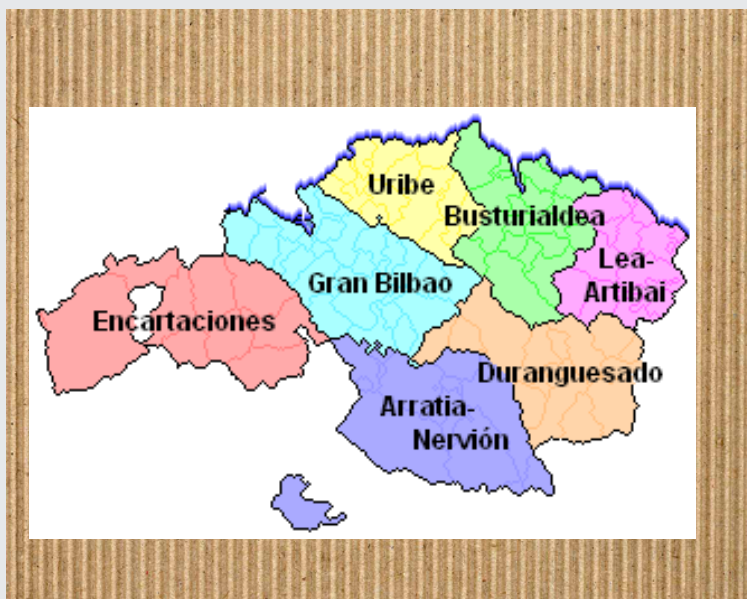 Uribe
Busturialdea
Lea-
Artibai
Gran Bilbao
Encartaciones
Duranguesado
Arratia-
Nervión